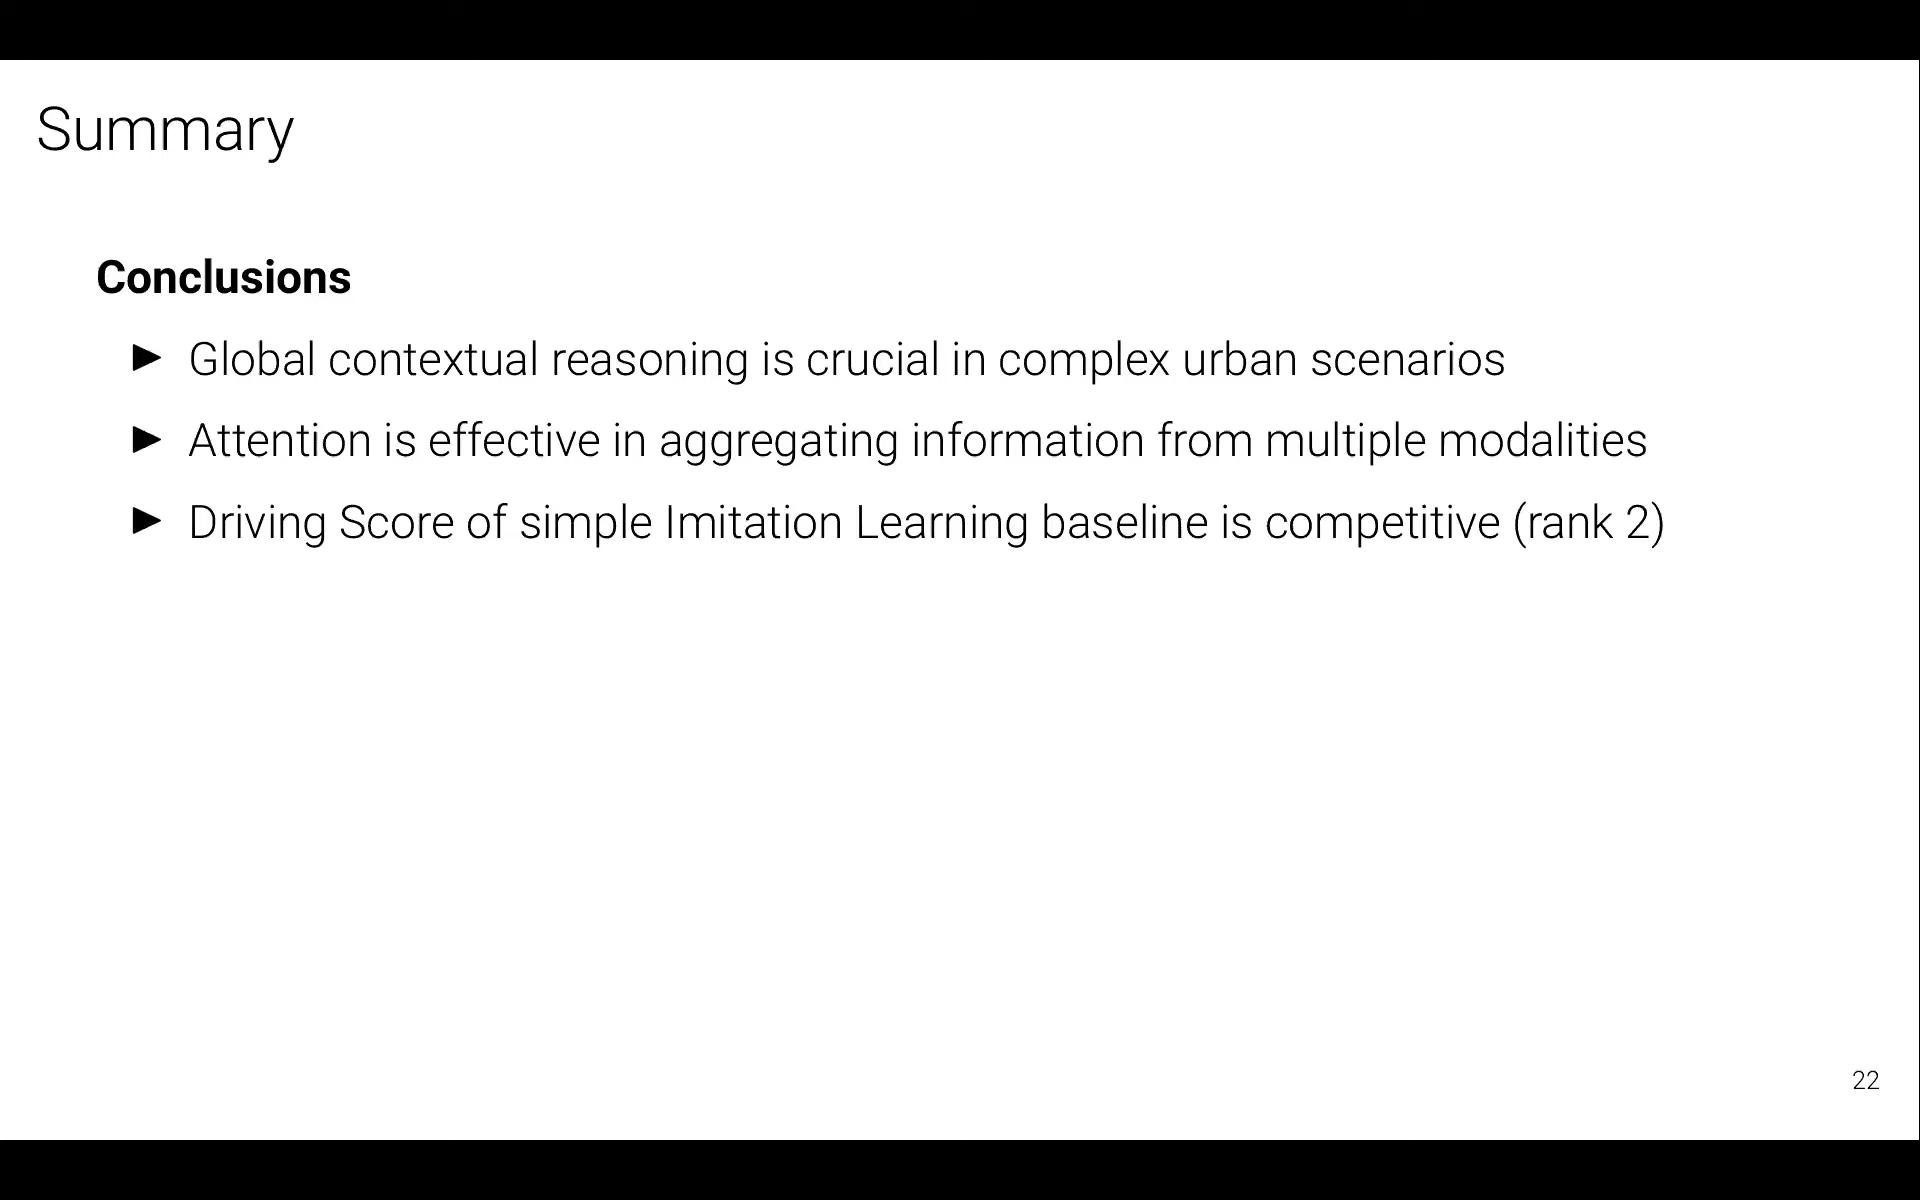 Summary
Conclusions
► Global contextual reasoning is crucial in complex urban scenarios
► Attention is effective in aggregating information from multiple modalities
► Driving Score of simple Imitation Learning baseline is competitive (rank 2)
22